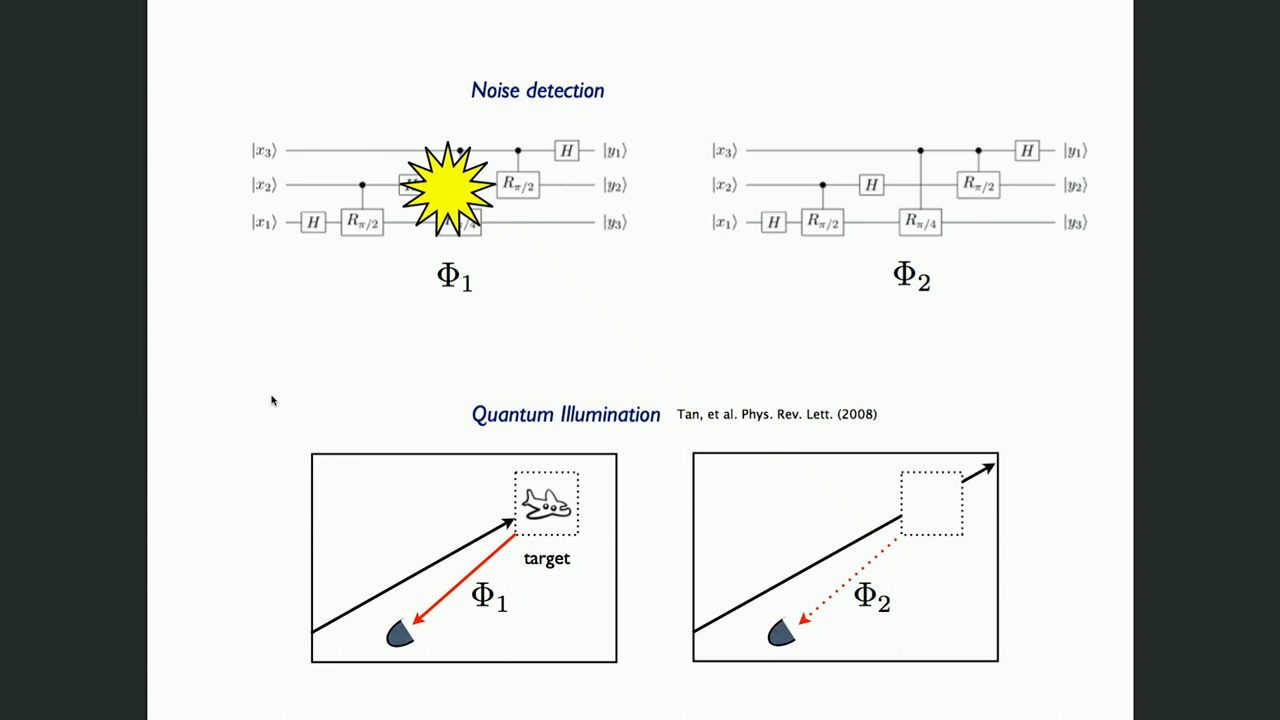 Noise detection
|x₃⟩ H |y₁⟩ |x₃⟩ H |y₁⟩
|x₂⟩ R_π/2 |y₂⟩ |x₂⟩ H R_π/2 |y₂⟩
|x₁⟩ H R_π/2 |y₃⟩ |x₁⟩ H R_π/2 R_π/4 |y₃⟩
Φ₁ Φ₂
Quantum Illumination Tan, et al. Phys. Rev. Lett. (2008)
target
Φ₁ Φ₂